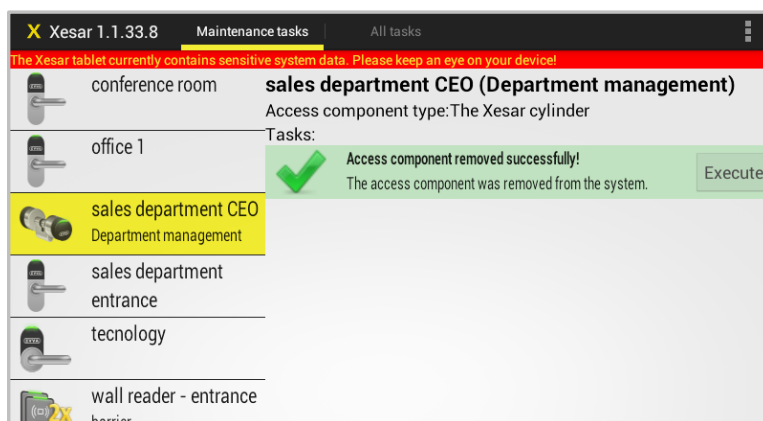 X Xesar 1.1.33.8 Maintenance tasks All tasks
The Xesar tablet currently contains sensitive system data. Please keep an eye on your device!
conference room
office 1
sales department CEO
Department management
sales department
entrance
tecnology
wall reader - entrance
barrier
2x
sales department CEO (Department management)
Access component type:The Xesar cylinder
Tasks:
Access component removed successfully!
The access component was removed from the system.
Execute